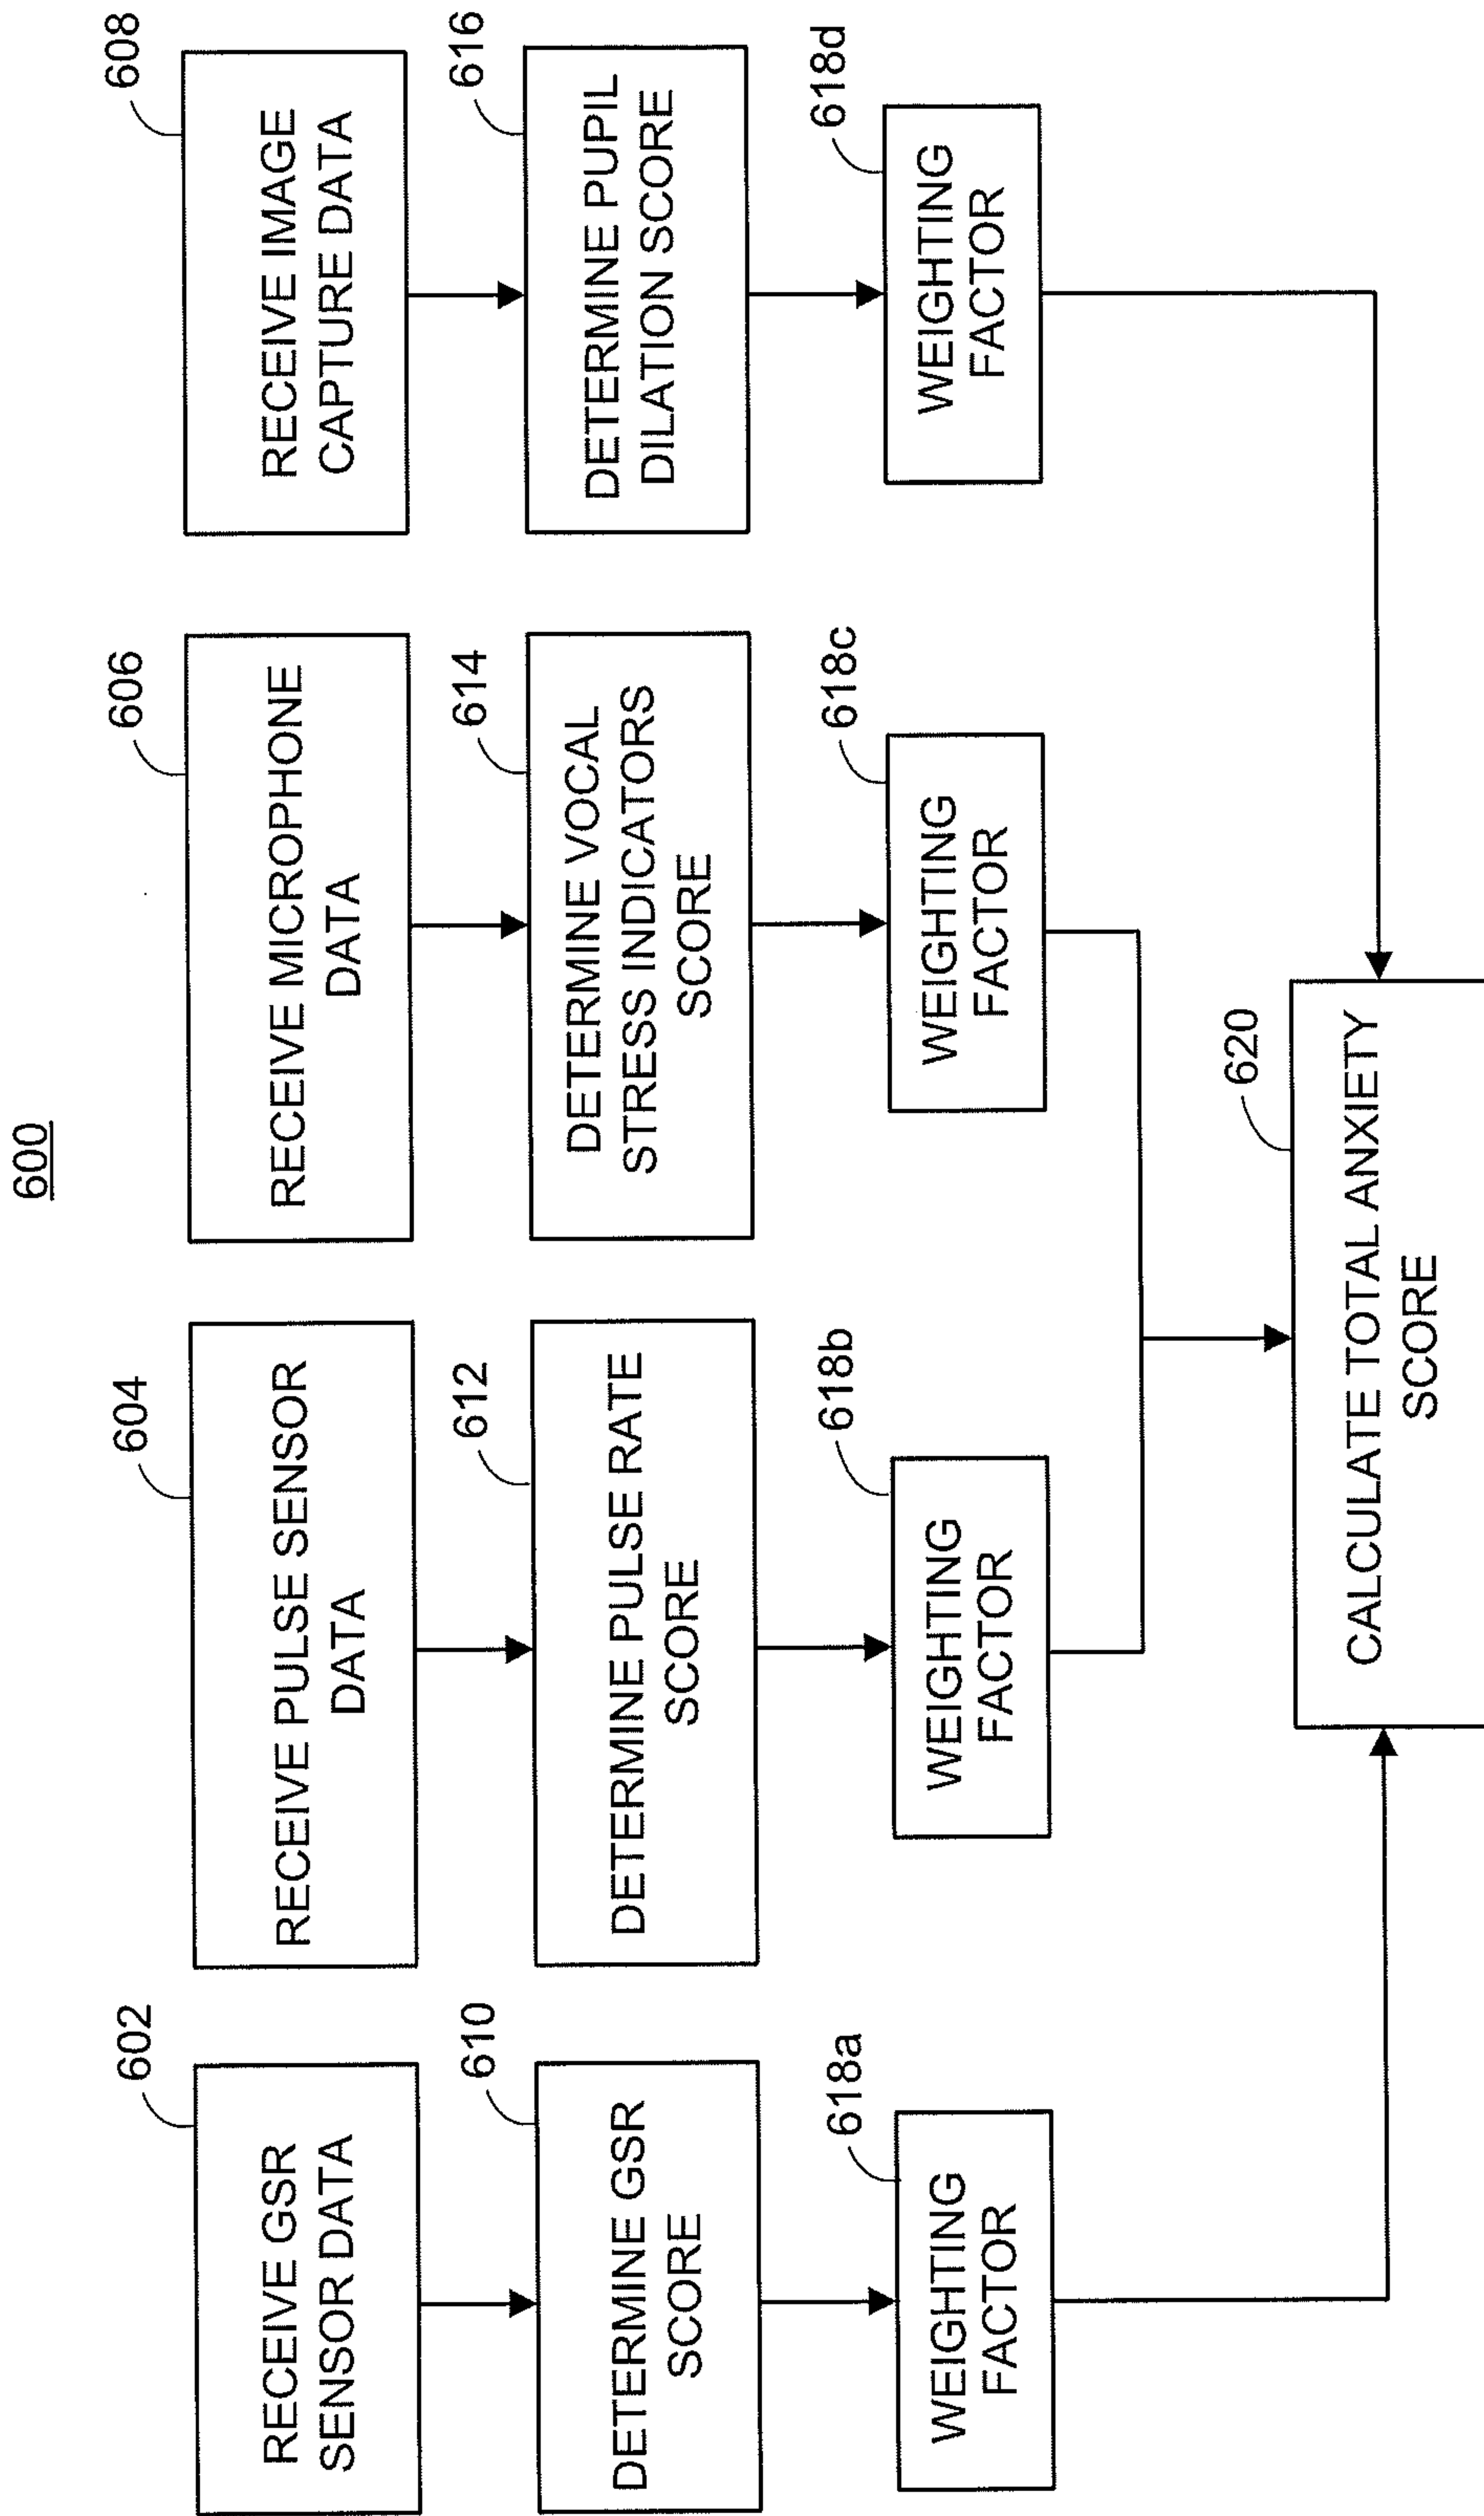 600
602
RECEIVE GSR
SENSOR DATA
604
RECEIVE PULSE SENSOR
DATA
606
RECEIVE MICROPHONE
DATA
608
RECEIVE IMAGE
CAPTURE DATA
610
DETERMINE GSR
SCORE
612
DETERMINE PULSE RATE
SCORE
614
DETERMINE VOCAL
STRESS INDICATORS
SCORE
616
DETERMINE PUPIL
DILATION SCORE
618a
WEIGHTING
FACTOR
618b
WEIGHTING
FACTOR
618c
WEIGHTING
FACTOR
618d
WEIGHTING
FACTOR
620
CALCULATE TOTAL ANXIETY
SCORE